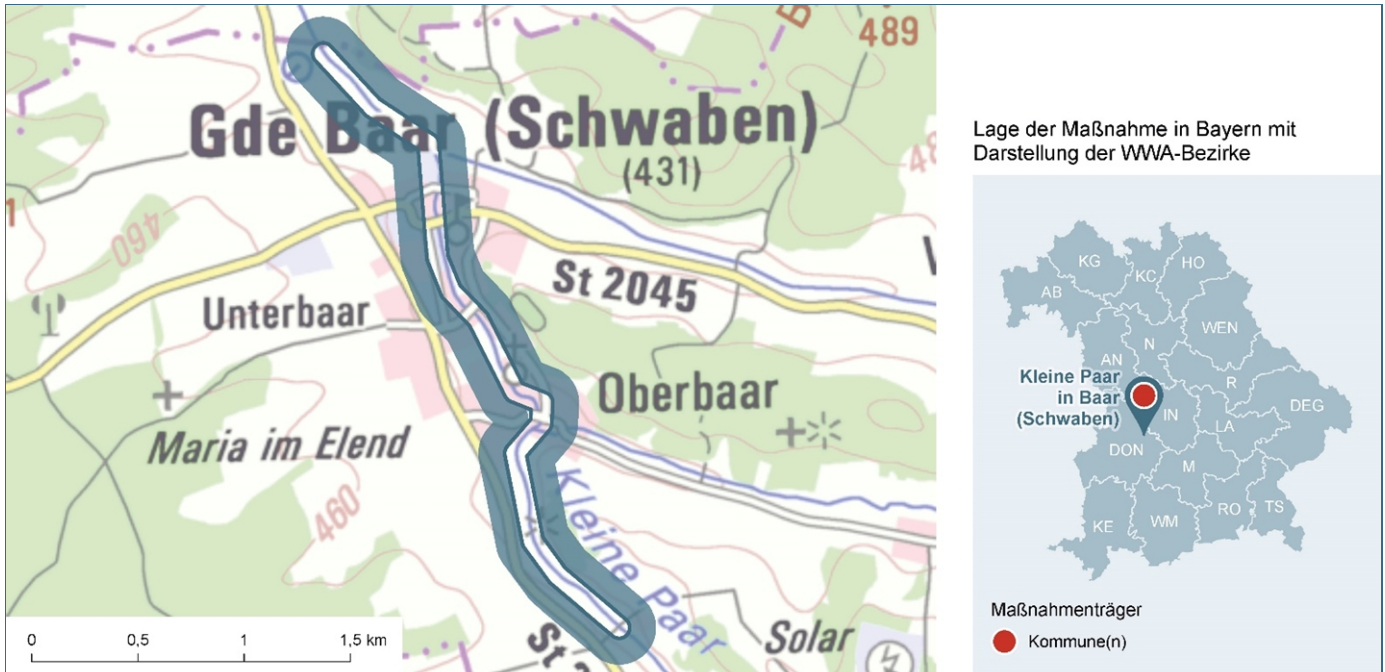 489
Gde Baar (Schwaben)
(431)
460
St 2045
Unterbaar
Oberbaar
Maria im Elend
460
Kleine Paar
Solar
0 0,5 1 1,5 km
Lage der Maßnahme in Bayern mit
Darstellung der WWA-Bezirke
KG
KC
HO
AB
WEN
N
AN
Kleine Paar
in Baar
(Schwaben)
R
IN
DEG
LA
DON
M
KE
WM
RO
TS
Maßnahmenträger
Kommune(n)